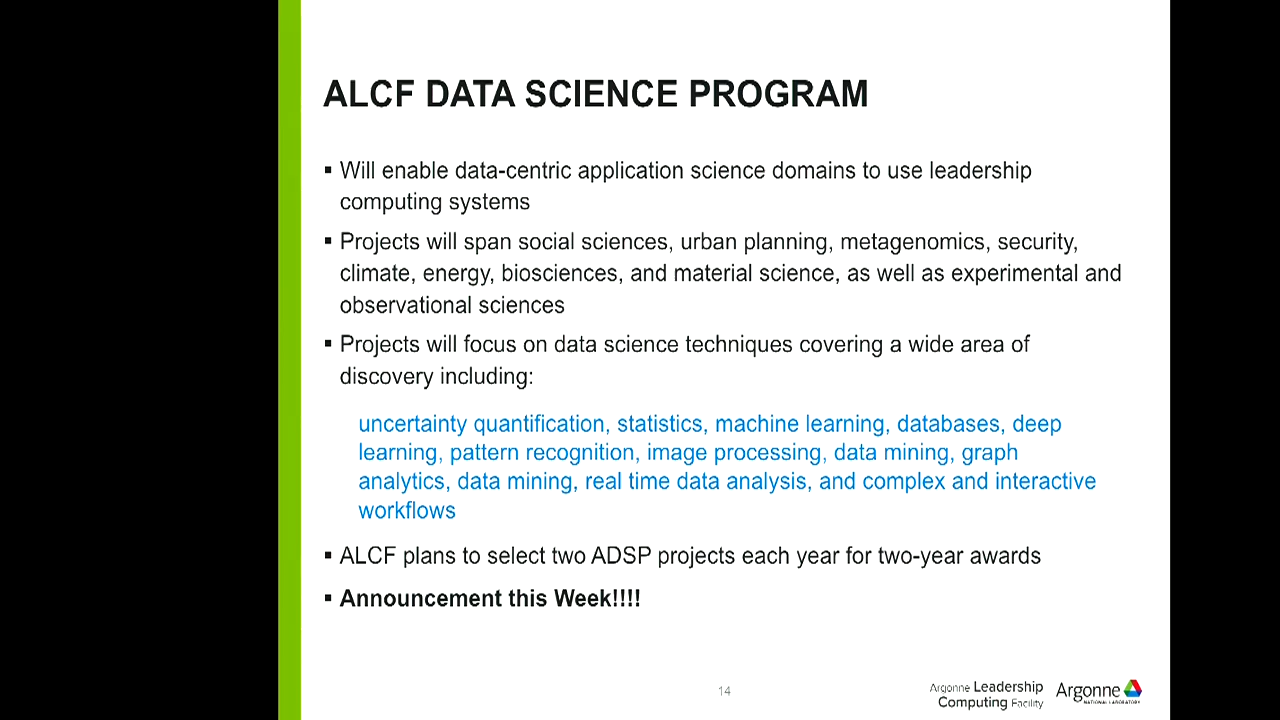 ALCF DATA SCIENCE PROGRAM
▪ Will enable data-centric application science domains to use leadership
computing systems
▪ Projects will span social sciences, urban planning, metagenomics, security,
climate, energy, biosciences, and material science, as well as experimental and
observational sciences
▪ Projects will focus on data science techniques covering a wide area of
discovery including:
uncertainty quantification, statistics, machine learning, databases, deep
learning, pattern recognition, image processing, data mining, graph
analytics, data mining, real time data analysis, and complex and interactive
workflows
▪ ALCF plans to select two ADSP projects each year for two-year awards
▪ Announcement this Week!!!!
14
Argonne Leadership
Computing Facility
Argonne
NATIONAL LABORATORY